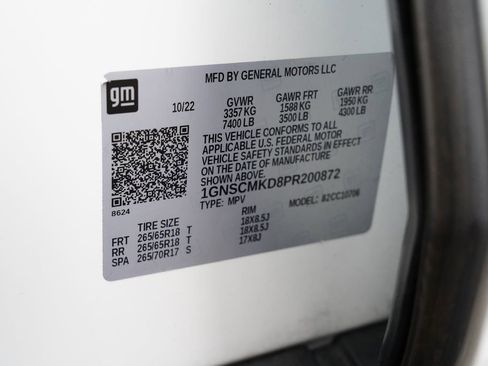 gm
MFD BY GENERAL MOTORS LLC
10/22 GVWR GAWR FRT GAWR RR
3357 KG 1588 KG 1950 KG
7400 LB 3500 LB 4300 LB
THIS VEHICLE CONFORMS TO ALL
APPLICABLE U.S. FEDERAL MOTOR
VEHICLE SAFETY STANDARDS IN EFFECT
ON THE DATE OF MANUFACTURE
SHOWN ABOVE.
1GNSCMKD8PR200872
8624 TYPE: MPV 82CC10706
TIRE SIZE RIM
FRT 265/65R18 T 18X8.5J
RR 265/65R18 T 18X8.5J
SPA 265/70R17 S 17X8J